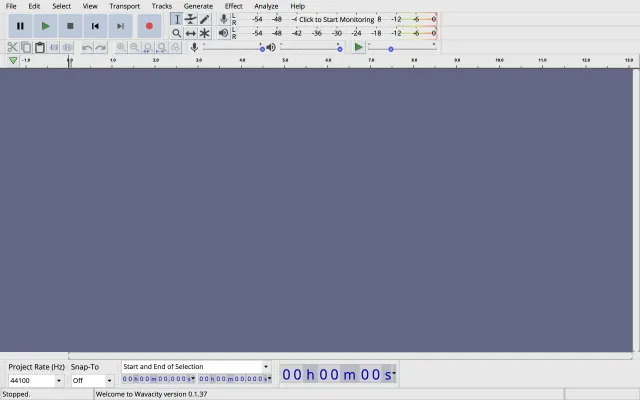 File Edit Select View Transport Tracks Generate Effect Analyze Help
L
R
-54 -48 Click to Start Monitoring 8 -12 -6 0
L
R
-54 -48 -42 -36 -30 -24 -18 -12 -6 0
-1.0 0.0 1.0 2.0 3.0 4.0 5.0 6.0 7.0 8.0 9.0 10.0 11.0 12.0 13.0
Project Rate (Hz) Snap-To Start and End of Selection
44100 Off 00h00m00.000s 00h00m00.000s
00h00m00s
Stopped. Welcome to Wavacity version 0.1.37